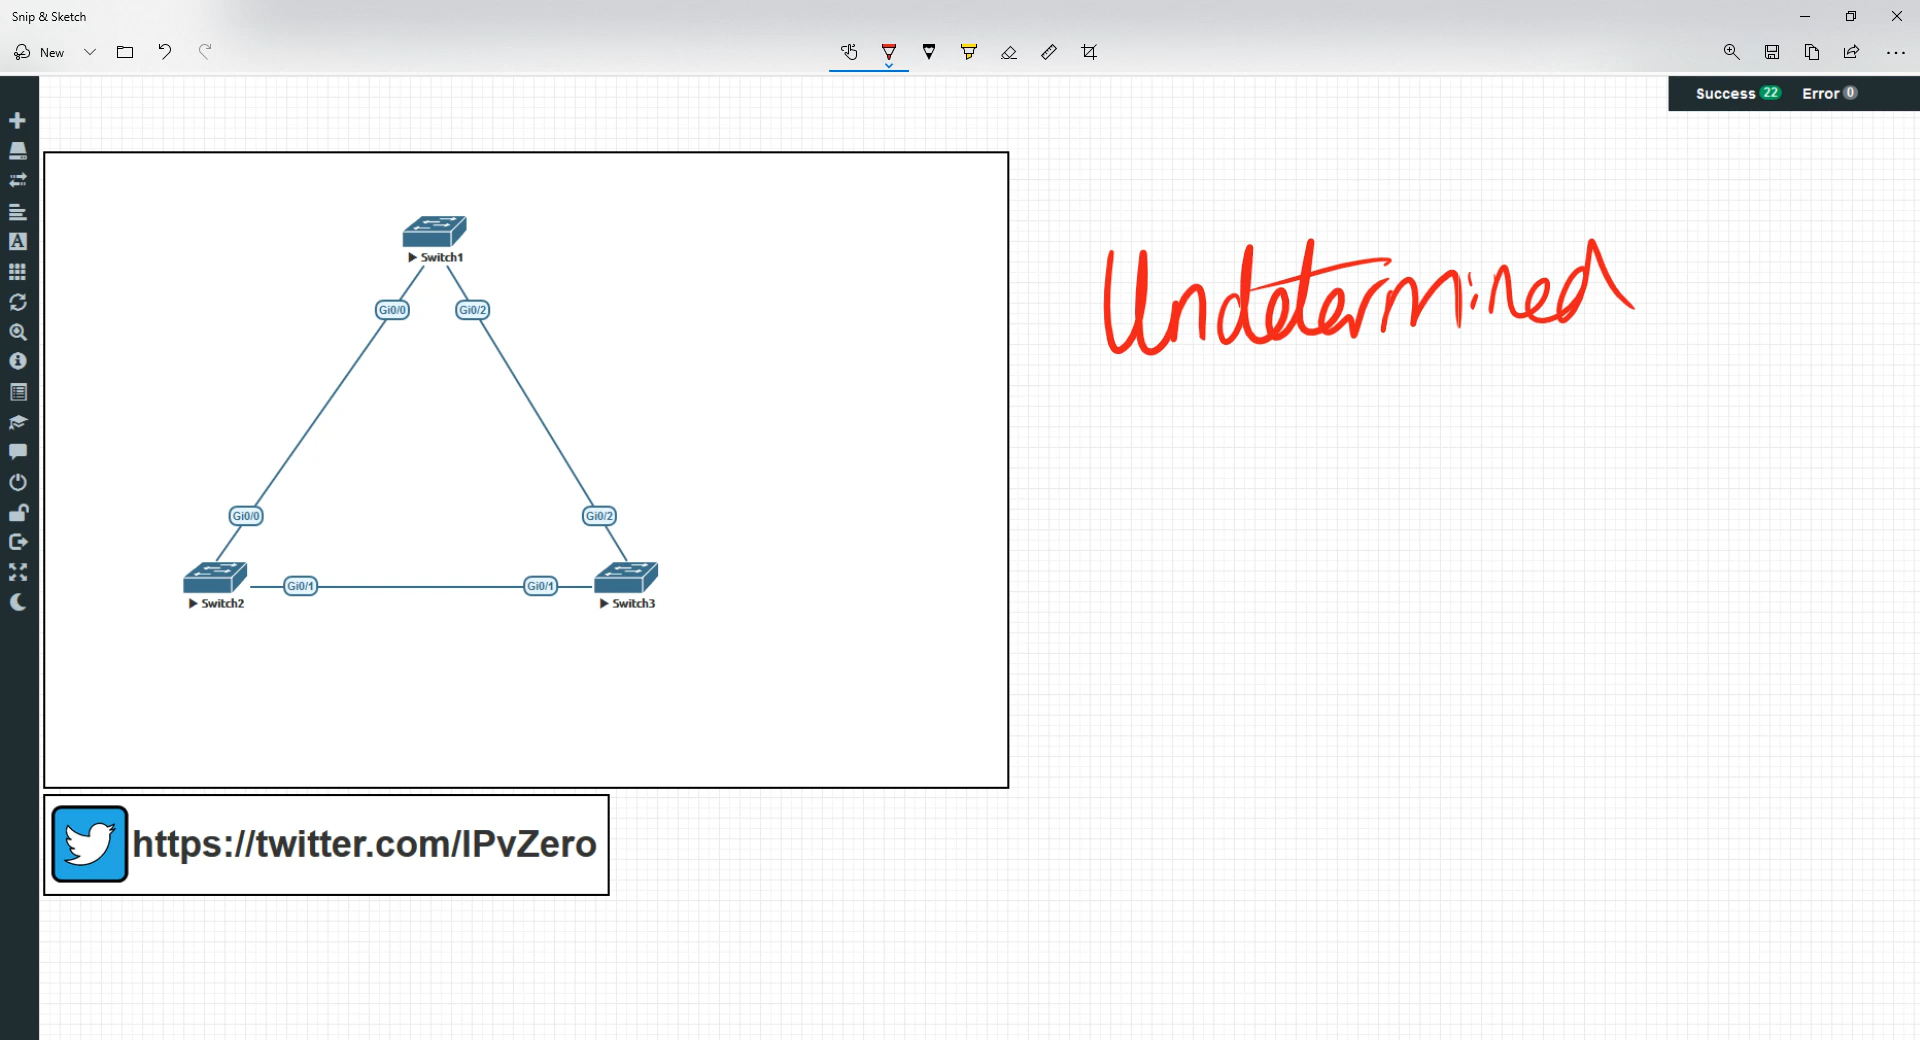 Snip & Sketch
New
Success 22 Error 0
Switch1
Gi0/0 Gi0/2
Undetermined
Gi0/0 Gi0/2
Gi0/1 Gi0/1
Switch2 Switch3
https://twitter.com/IPvZero